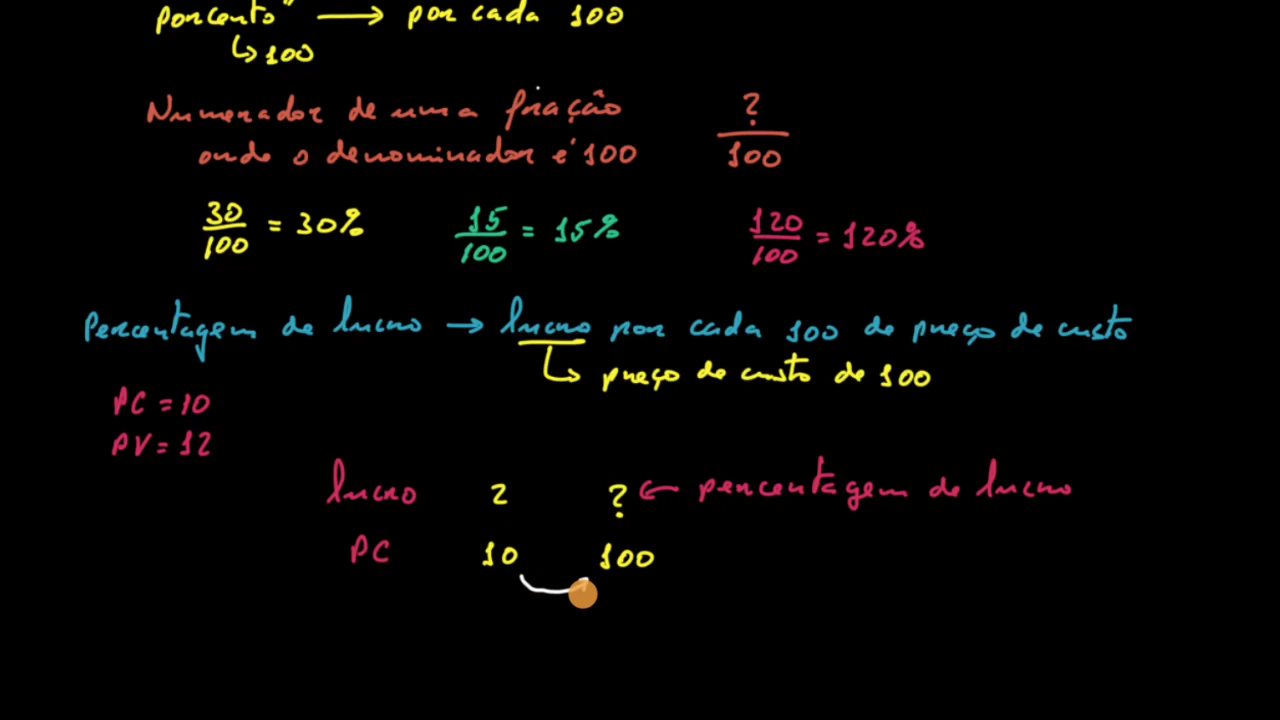 porcento" → por cada 100
↳ 100
Numerador de uma fração ?
onde o denominador é 100 100
30/100 = 30% 15/100 = 15% 120/100 = 120%
Percentagem de lucro → lucro por cada 100 de preço de custo
↳ preço de custo de 100
PC = 10
PV = 12
lucro 2 ? ← percentagem de lucro
PC 10 100